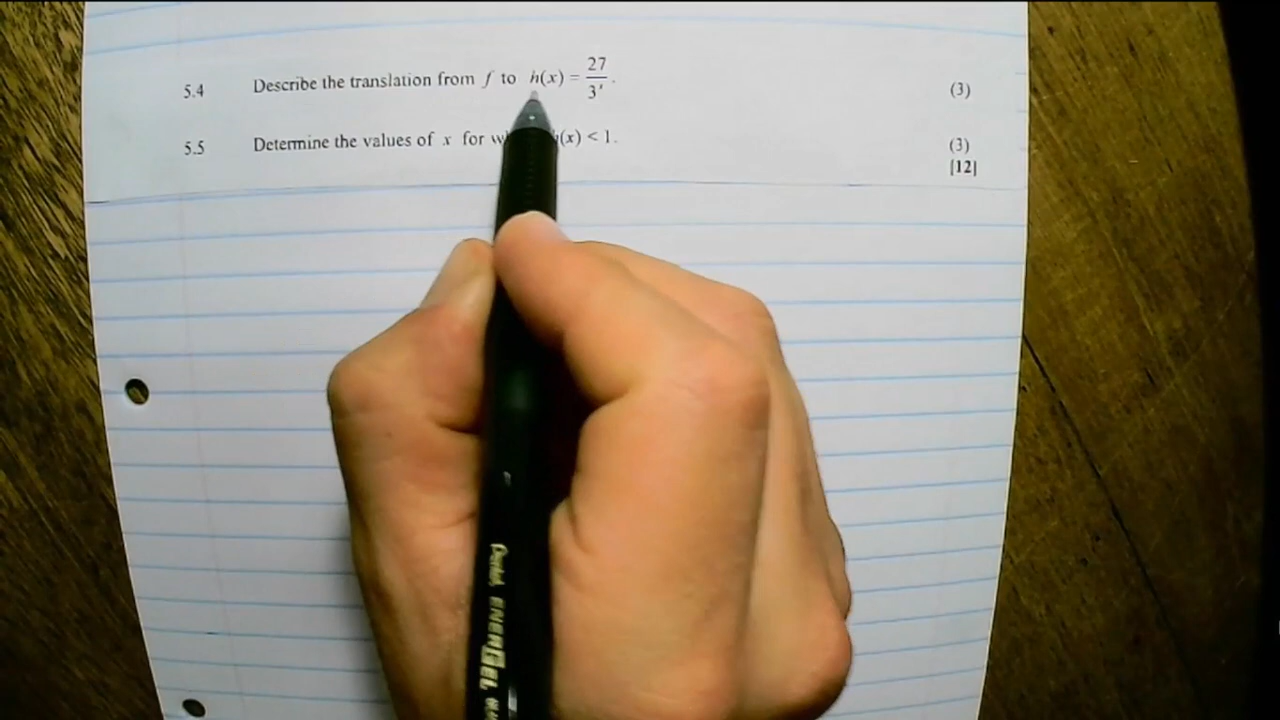 5.4 Describe the translation from f to h(x) = 27/3ˣ. (3)
5.5 Determine the values of x for (x) < 1. (3)
[12]
Pentel ENERGEL